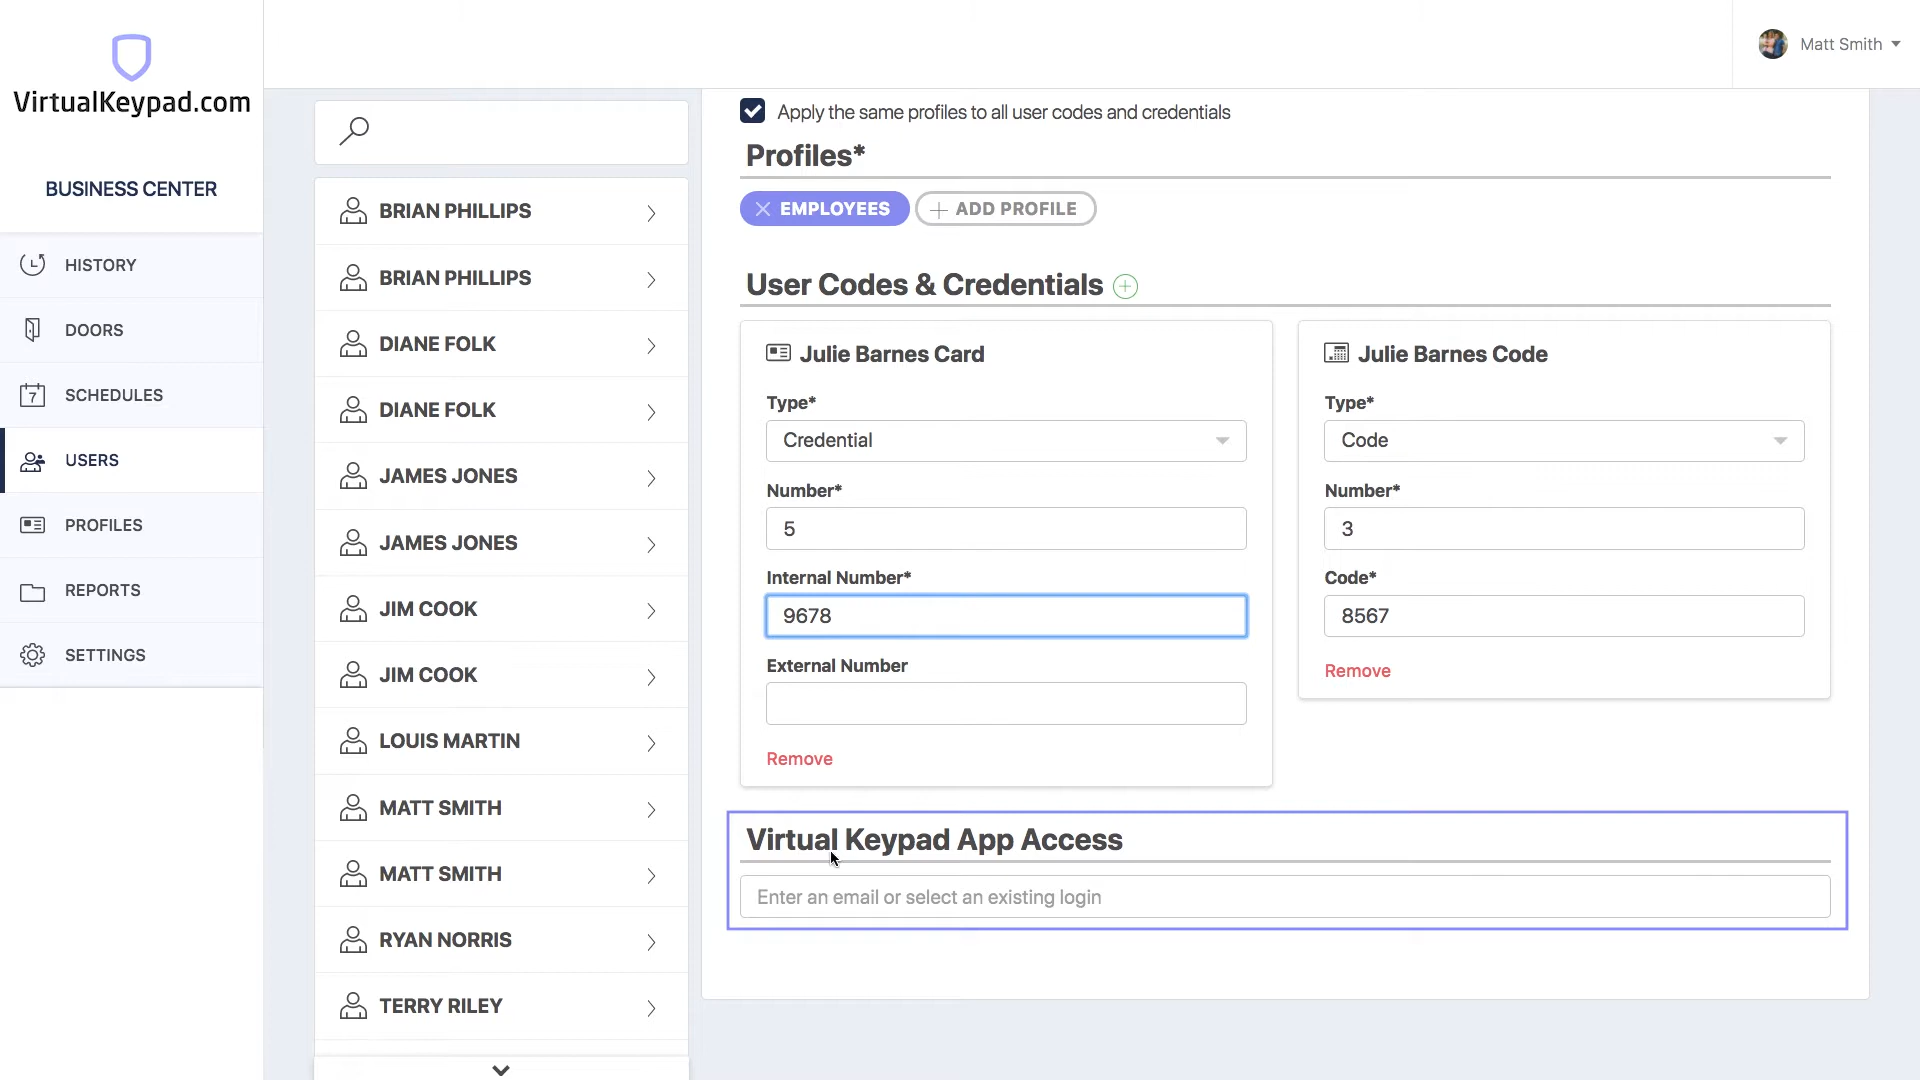 VirtualKeypad.com
BUSINESS CENTER
HISTORY
DOORS
7
SCHEDULES
USERS
PROFILES
REPORTS
SETTINGS
Matt Smith
BRIAN PHILLIPS
BRIAN PHILLIPS
DIANE FOLK
DIANE FOLK
JAMES JONES
JAMES JONES
JIM COOK
JIM COOK
LOUIS MARTIN
MATT SMITH
MATT SMITH
RYAN NORRIS
TERRY RILEY
Apply the same profiles to all user codes and credentials
Profiles*
EMPLOYEES
ADD PROFILE
User Codes & Credentials
Julie Barnes Card
Type*
Credential
Number*
5
Internal Number*
9678
External Number
Remove
Julie Barnes Code
Type*
Code
Number*
3
Code*
8567
Remove
Virtual Keypad App Access
Enter an email or select an existing login